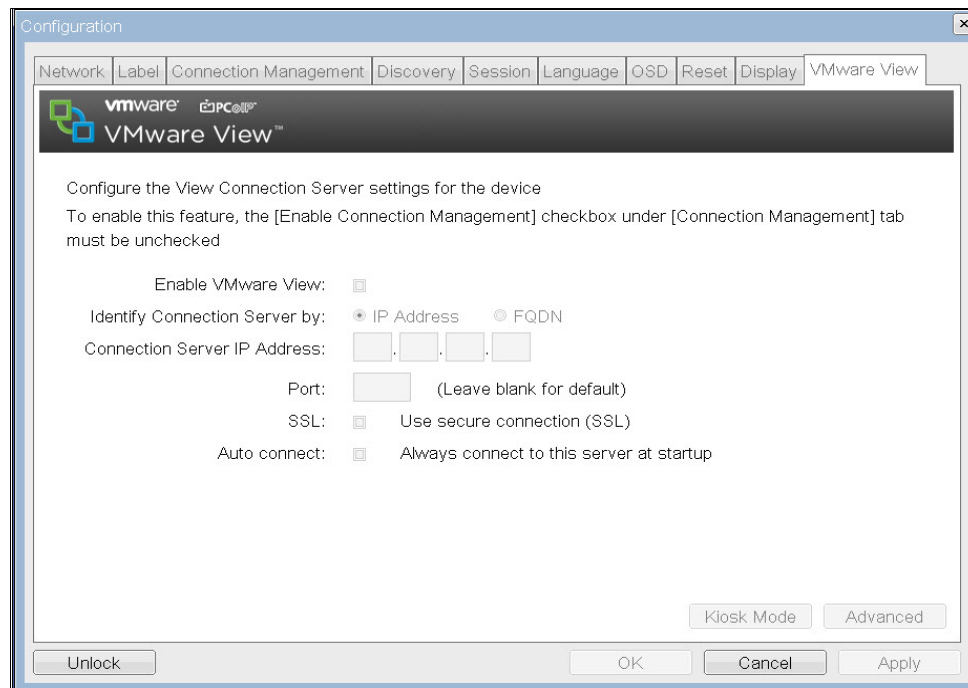 Configuration
Network Label Connection Management Discovery Session Language OSD Reset Display VMware View
vmware PCoIP
VMware View™
Configure the View Connection Server settings for the device
To enable this feature, the [Enable Connection Management] checkbox under [Connection Management] tab
must be unchecked
Enable VMware View:
Identify Connection Server by: IP Address FQDN
Connection Server IP Address: . . .
Port: (Leave blank for default)
SSL: Use secure connection (SSL)
Auto connect: Always connect to this server at startup
Kiosk Mode Advanced
Unlock OK Cancel Apply